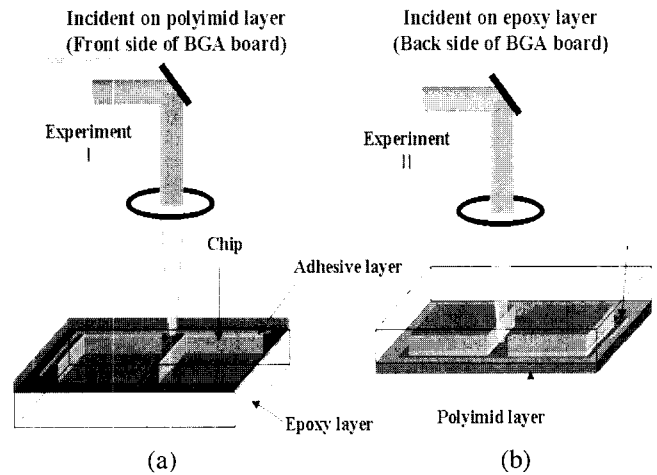 Incident on polyimid layer
(Front side of BGA board)
Incident on epoxy layer
(Back side of BGA board)
Experiment
I
Experiment
II
Chip
Adhesive layer
Epoxy layer
Polyimid layer
(a)
(b)